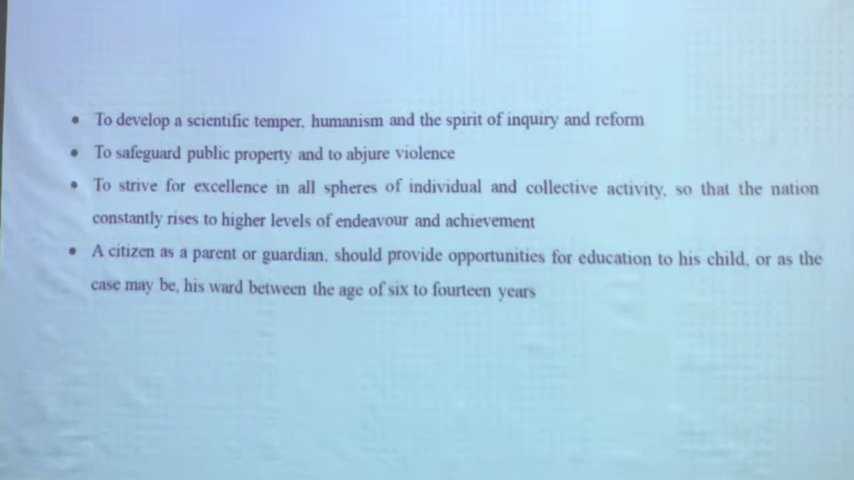 • To develop a scientific temper, humanism and the spirit of inquiry and reform
• To safeguard public property and to abjure violence
• To strive for excellence in all spheres of individual and collective activity, so that the nation
constantly rises to higher levels of endeavour and achievement
• A citizen as a parent or guardian, should provide opportunities for education to his child, or as the
case may be, his ward between the age of six to fourteen years